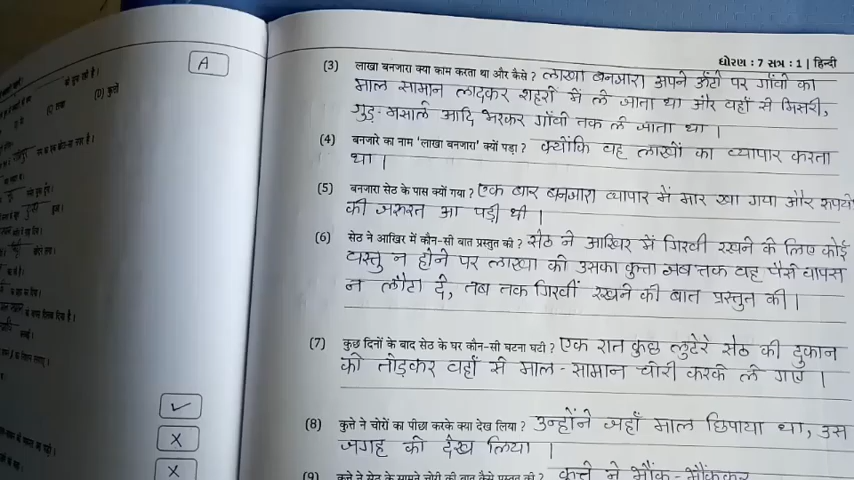 धोरण : 7 सत्र : 1 | हिन्दी
A
(D) कुत्ते
(3) लाखा बनजारा क्या काम करता था और कैसे ? लाखा बनजारा अपने ऊँटों पर गाँवों का
माल सामान लादकर शहरों में ले जाता था और वहाँ से मिसरी,
गुड़-मसाले आदि भरकर गाँवों तक ले जाता था |
(4) बनजारे का नाम 'लाखा बनजारा' क्यों पड़ा ? क्योंकि वह लाखों का व्यापार करता
था |
(5) बनजारा सेठ के पास क्यों गया ? एक बार बनजारा व्यापार में मार खा गया और रुपयों
की जरुरत आ पड़ी थी |
(6) सेठ ने आखिर में कौन-सी बात प्रस्तुत की ? सेठ ने आखिर में गिरवी रखने के लिए कोई
वस्तु न होने पर लाखा को उसका कुत्ता जब तक वह पैसे वापस
न लौटा दे, तब तक गिरवी रखने की बात प्रस्तुत की |
(7) कुछ दिनों के बाद सेठ के घर कौन-सी घटना घटी ? एक रात कुछ लुटेरे सेठ की दुकान
को तोड़कर वहाँ से माल-सामान चोरी करके ले गए |
(8) कुत्ते ने चोरों का पीछा करके क्या देख लिया ? उन्होंने जहाँ माल छिपाया था, उस
जगह को देख लिया |
(9) कुत्ते ने सेठ के सामने चोरी की बात कैसे प्रस्तुत की ? कुत्ते ने भौंक-भौंककर
✓
X
X